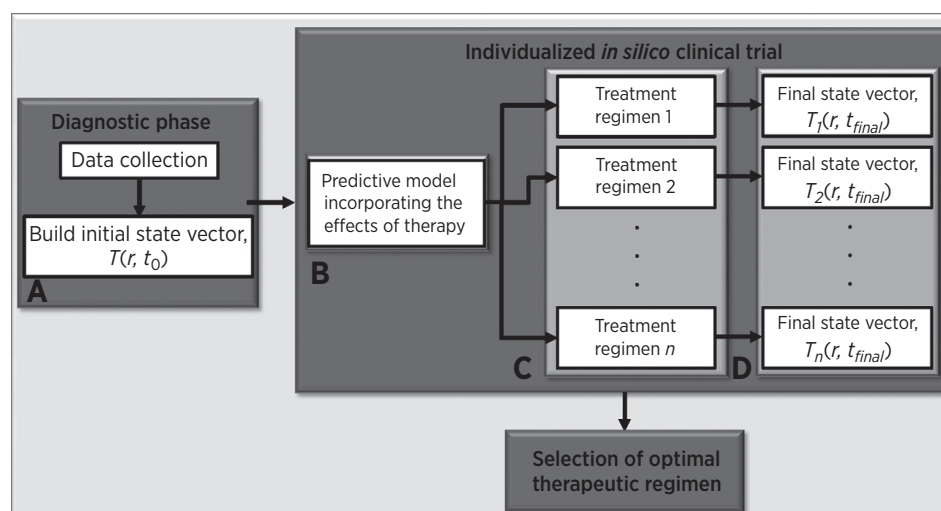 Individualized in silico clinical trial
Diagnostic phase
Data collection
Build initial state vector,
T(r, t0)
A
Predictive model
incorporating the
effects of therapy
B
Treatment
regimen 1
Treatment
regimen 2
.
.
.
Treatment
regimen n
C
Final state vector,
T1(r, tfinal)
Final state vector,
T2(r, tfinal)
.
.
.
Final state vector,
Tn(r, tfinal)
D
Selection of optimal
therapeutic regimen